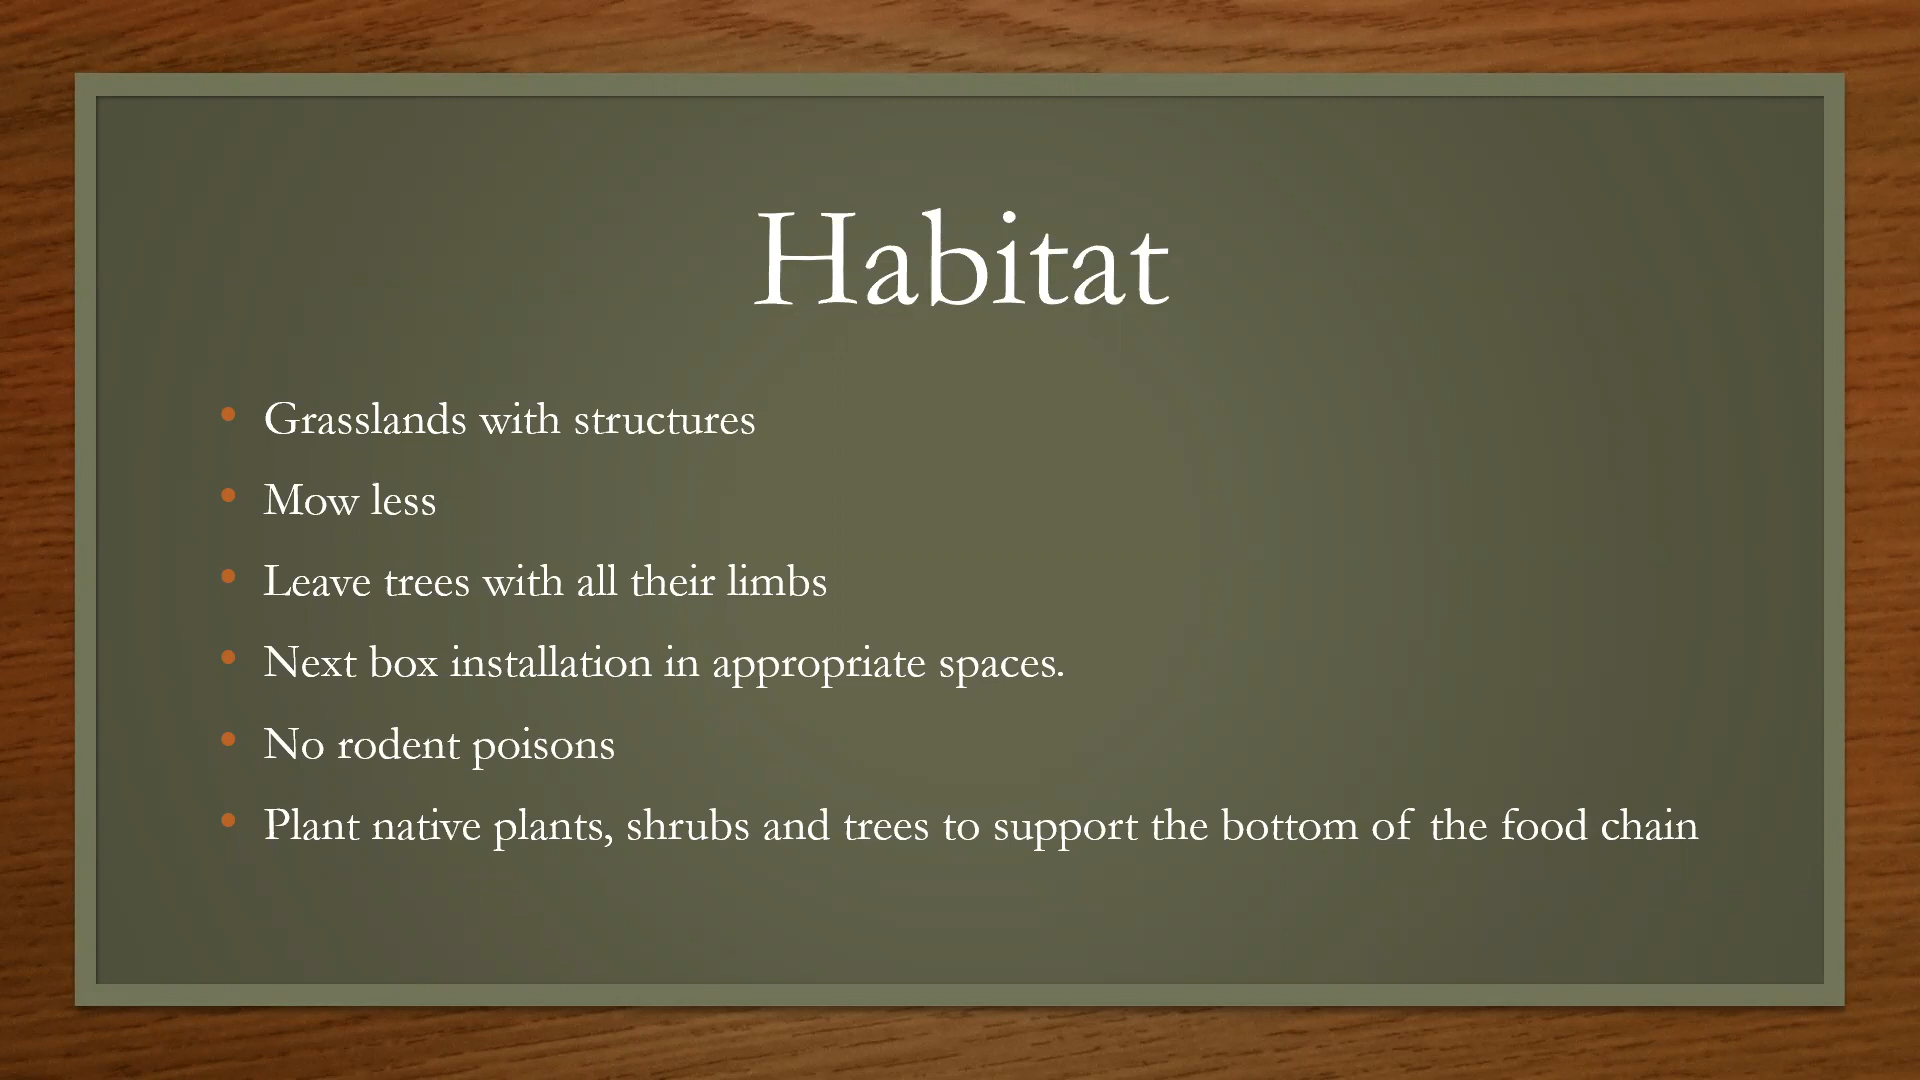 Habitat
• Grasslands with structures
• Mow less
• Leave trees with all their limbs
• Next box installation in appropriate spaces.
• No rodent poisons
• Plant native plants, shrubs and trees to support the bottom of the food chain